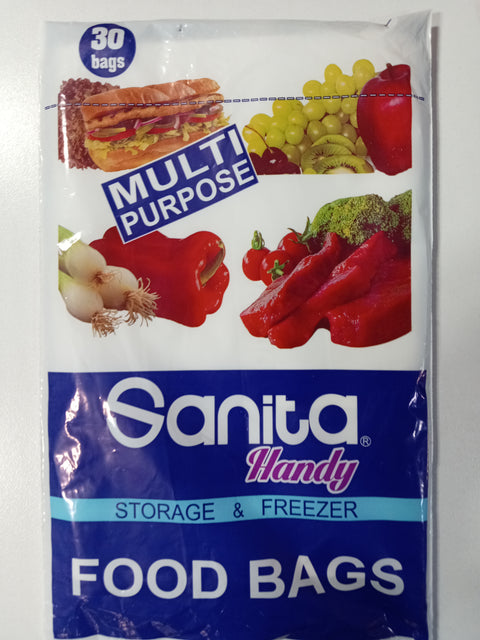 30
bags
MULTI
PURPOSE
Sanita®
Handy
STORAGE & FREEZER
FOOD BAGS